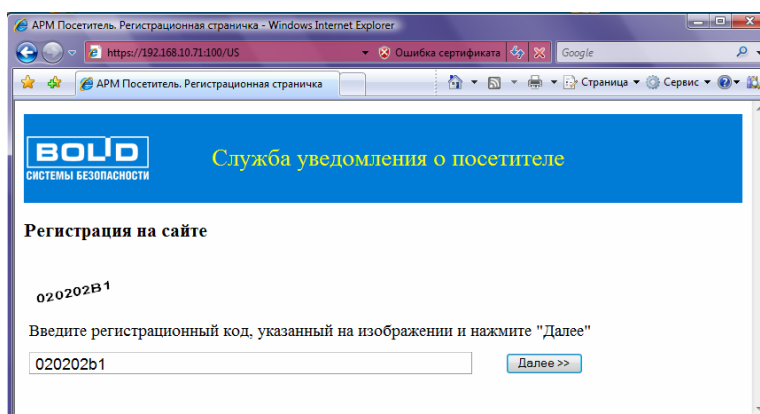 АРМ Посетитель. Регистрационная страничка - Windows Internet Explorer
https://192.168.10.71:100/US
Ошибка сертификата
Google
АРМ Посетитель. Регистрационная страничка
Страница
Сервис
BOLID
СИСТЕМЫ БЕЗОПАСНОСТИ
Служба уведомления о посетителе
Регистрация на сайте
020202B1
Введите регистрационный код, указанный на изображении и нажмите "Далее"
020202b1
Далее >>